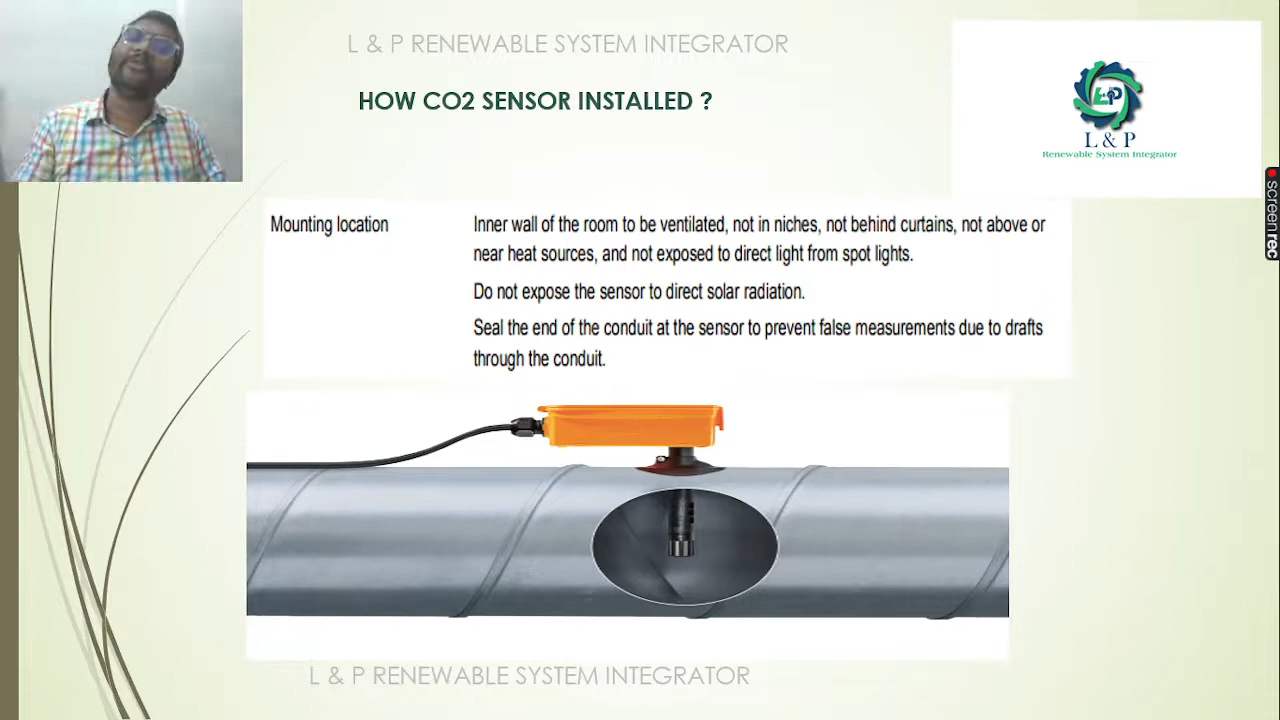 L & P RENEWABLE SYSTEM INTEGRATOR
HOW CO2 SENSOR INSTALLED ?
L & P
Renewable System Integrator
Mounting location
Inner wall of the room to be ventilated, not in niches, not behind curtains, not above or
near heat sources, and not exposed to direct light from spot lights.
Do not expose the sensor to direct solar radiation.
Seal the end of the conduit at the sensor to prevent false measurements due to drafts
through the conduit.
L & P RENEWABLE SYSTEM INTEGRATOR
screenrec